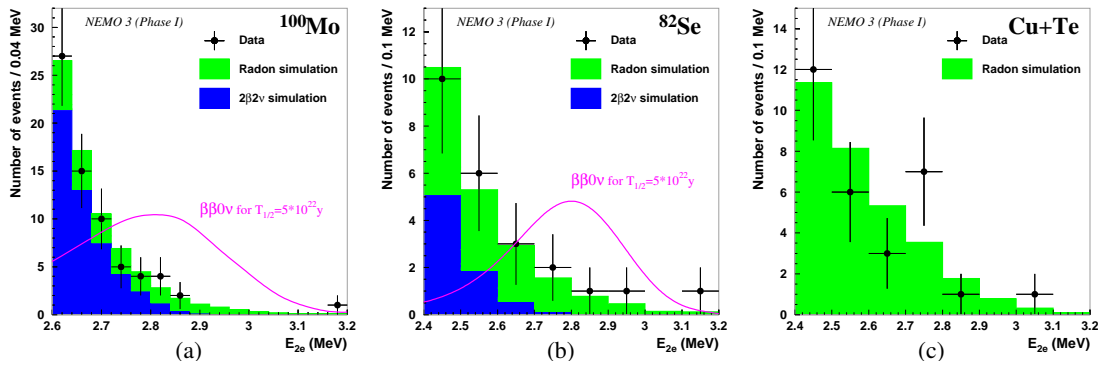 Number of events / 0.04 MeV
NEMO 3 (Phase I)
¹⁰⁰Mo
Data
Radon simulation
2β2ν simulation
ββ0ν for T₁/₂=5*10²²y
30
25
20
15
10
5
0
2.6 2.7 2.8 2.9 3 3.1 3.2
E₂ₑ (MeV)
(a)
Number of events / 0.1 MeV
NEMO 3 (Phase I)
⁸²Se
Data
Radon simulation
2β2ν simulation
ββ0ν for T₁/₂=5*10²²y
12
10
8
6
4
2
0
2.4 2.5 2.6 2.7 2.8 2.9 3 3.1 3.2
E₂ₑ (MeV)
(b)
Number of events / 0.1 MeV
NEMO 3 (Phase I)
Cu+Te
Data
Radon simulation
14
12
10
8
6
4
2
0
2.4 2.5 2.6 2.7 2.8 2.9 3 3.1 3.2
E₂ₑ (MeV)
(c)